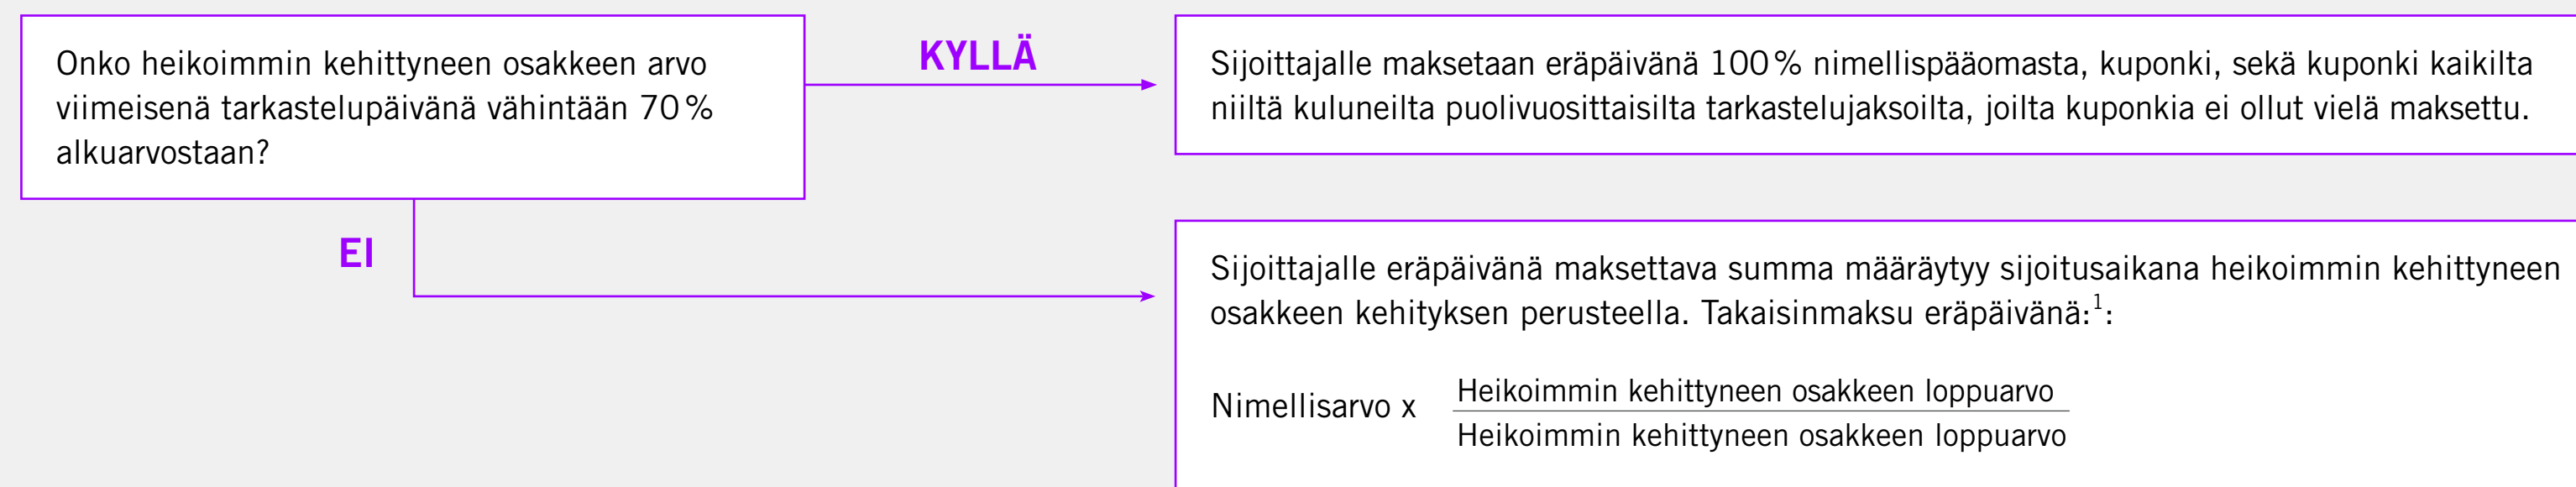 Onko heikoimmin kehittyneen osakkeen arvo
viimeisenä tarkastelupäivänä vähintään 70 %
alkuarvostaan?
KYLLÄ
Sijoittajalle maksetaan eräpäivänä 100 % nimellispääomasta, kuponki, sekä kuponki kaikilta
niiltä kuluneilta puolivuosittaisilta tarkastelujaksoilta, joilta kuponkia ei ollut vielä maksettu.
EI
Sijoittajalle eräpäivänä maksettava summa määräytyy sijoitusaikana heikoimmin kehittyneen
osakkeen kehityksen perusteella. Takaisinmaksu eräpäivänä:¹:
Nimellisarvo x
Heikoimmin kehittyneen osakkeen loppuarvo
Heikoimmin kehittyneen osakkeen loppuarvo